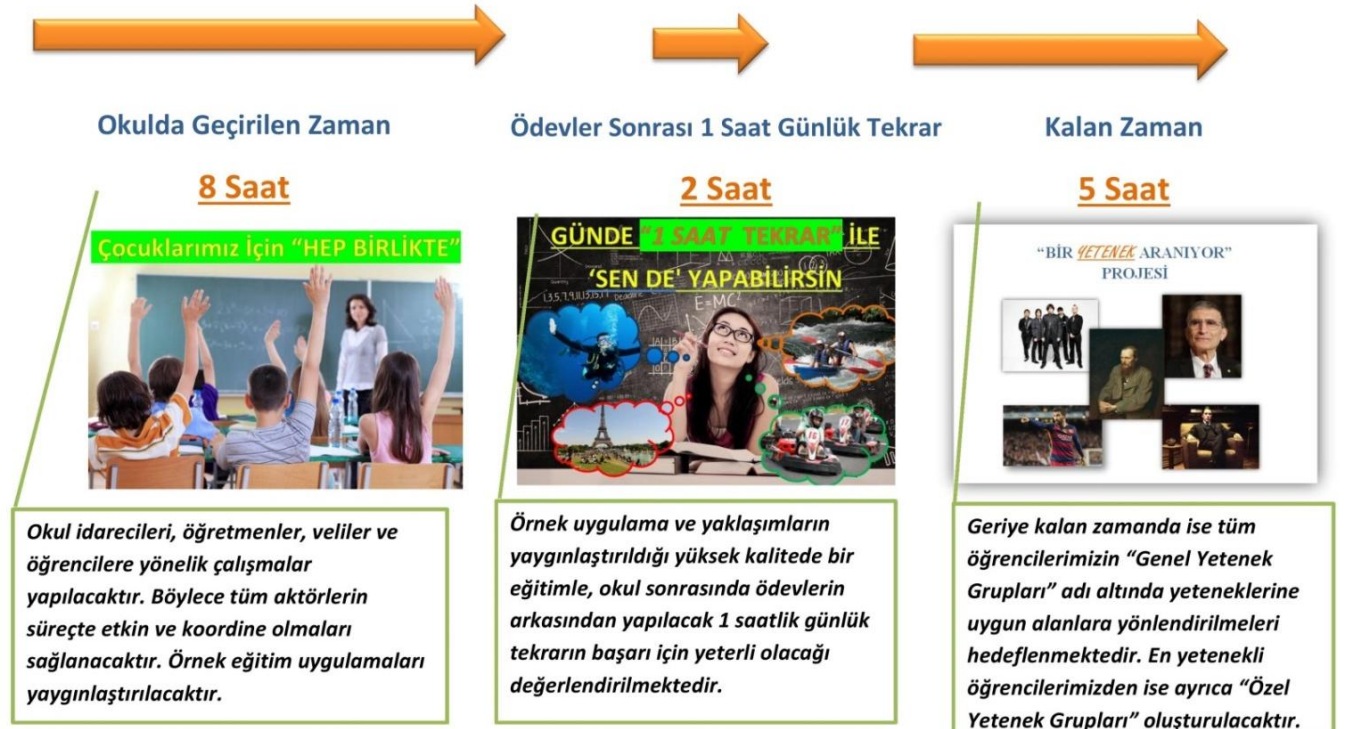 Okulda Geçirilen Zaman
8 Saat
Çocuklarımız İçin “HEP BİRLİKTE”
Okul idarecileri, öğretmenler, veliler ve
öğrencilere yönelik çalışmalar
yapılacaktır. Böylece tüm aktörlerin
süreçte etkin ve koordine olmaları
sağlanacaktır. Örnek eğitim uygulamaları
yaygınlaştırılacaktır.
Ödevler Sonrası 1 Saat Günlük Tekrar
2 Saat
GÜNDE “1 SAAT TEKRAR” İLE
‘SEN DE' YAPABİLİRSİN
E=MC²
Örnek uygulama ve yaklaşımların
yaygınlaştırıldığı yüksek kalitede bir
eğitimle, okul sonrasında ödevlerin
arkasından yapılacak 1 saatlik günlük
tekrarın başarı için yeterli olacağı
değerlendirilmektedir.
Kalan Zaman
5 Saat
“BİR YETENEK ARANIYOR”
PROJESİ
Geriye kalan zamanda ise tüm
öğrencilerimizin “Genel Yetenek
Grupları” adı altında yeteneklerine
uygun alanlara yönlendirilmeleri
hedeflenmektedir. En yetenekli
öğrencilerimizden ise ayrıca “Özel
Yetenek Grupları” oluşturulacaktır.